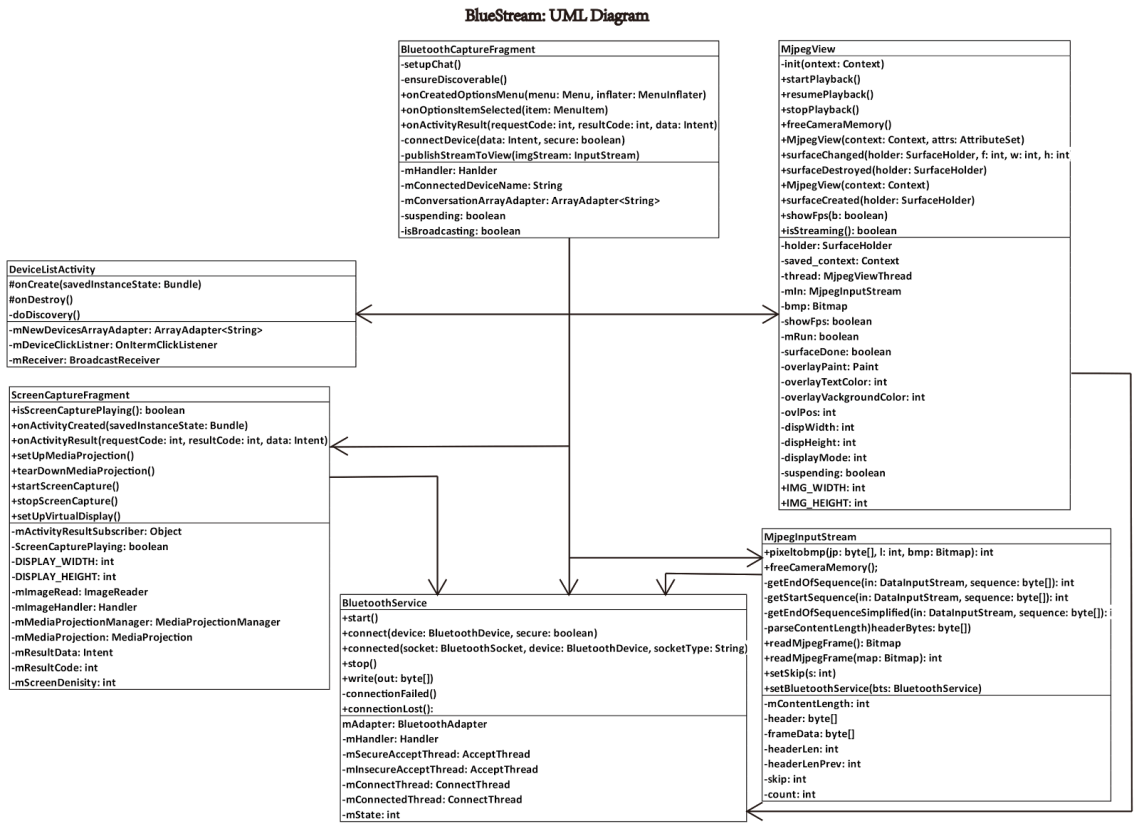 BlueStream: UML Diagram
BluetoothCaptureFragment
-setupChat()
-ensureDiscoverable()
+onCreatedOptionsMenu(menu: Menu, inflater: MenuInflater)
+onOptionsItemSelected(item: MenuItem)
+onActivityResult(requestCode: int, resultCode: int, data: Intent)
-connectDevice(data: Intent, secure: boolean)
-publishStreamToView(imgStream: InputStream)
-mHandler: Hanlder
-mConnectedDeviceName: String
-mConversationArrayAdapter: ArrayAdapter<String>
-suspending: boolean
-isBroadcasting: boolean
MjpegView
-init(ontext: Context)
+startPlayback()
+resumePlayback()
+stopPlayback()
+freeCameraMemory()
+MjpegView(context: Context, attrs: AttributeSet)
+surfaceChanged(holder: SurfaceHolder, f: int, w: int, h: int
+surfaceDestroyed(holder: SurfaceHolder)
+MjpegView(context: Context)
+surfaceCreated(holder: SurfaceHolder)
+showFps(b: boolean)
+isStreaming(): boolean
-holder: SurfaceHolder
-saved_context: Context
-thread: MjpegViewThread
-mIn: MjpegInputStream
-bmp: Bitmap
-showFps: boolean
-mRun: boolean
-surfaceDone: boolean
-overlayPaint: Paint
-overlayTextColor: int
-overlayVackgroundColor: int
-ovlPos: int
-dispWidth: int
-dispHeight: int
-displayMode: int
-suspending: boolean
+IMG_WIDTH: int
+IMG_HEIGHT: int
DeviceListActivity
#onCreate(savedInstanceState: Bundle)
#onDestroy()
-doDiscovery()
-mNewDevicesArrayAdapter: ArrayAdapter<String>
-mDeviceClickListner: OnItermClickListener
-mReceiver: BroadcastReceiver
ScreenCaptureFragment
+isScreenCapturePlaying(): boolean
+onActivityCreated(savedInstanceState: Bundle)
+onActivityResult(requestCode: int, resultCode: int, data: Intent)
+setUpMediaProjection()
+tearDownMediaProjection()
+startScreenCapture()
+stopScreenCapture()
+setUpVirtualDisplay()
-mActivityResultSubscriber: Object
-ScreenCapturePlaying: boolean
-DISPLAY_WIDTH: int
-DISPLAY_HEIGHT: int
-mImageRead: ImageReader
-mImageHandler: Handler
-mMediaProjectionManager: MediaProjectionManager
-mMediaProjection: MediaProjection
-mResultData: Intent
-mResultCode: int
-mScreenDenisity: int
BluetoothService
+start()
+connect(device: BluetoothDevice, secure: boolean)
+connected(socket: BluetoothSocket, device: BluetoothDevice, socketType: String)
+stop()
+write(out: byte[])
-connectionFailed()
+connectionLost():
mAdapter: BluetoothAdapter
-mHandler: Handler
-mSecureAcceptThread: AcceptThread
-mInsecureAcceptThread: AcceptThread
-mConnectThread: ConnectThread
-mConnectedThread: ConnectThread
-mState: int
MjpegInputStream
+pixeltobmp(jp: byte[], l: int, bmp: Bitmap): int
+freeCameraMemory();
-getEndOfSequence(in: DataInputStream, sequence: byte[]): int
-getStartSequence(in: DataInputStream, sequence: byte[]): int
-getEndOfSequenceSimplified(in: DataInputStream, sequence: byte[]): i
-parseContentLength)headerBytes: byte[])
+readMjpegFrame(): Bitmap
+readMjpegFrame(map: Bitmap): int
+setSkip(s: int)
+setBluetoothService(bts: BluetoothService)
-mContentLength: int
-header: byte[]
-frameData: byte[]
-headerLen: int
-headerLenPrev: int
-skip: int
-count: int